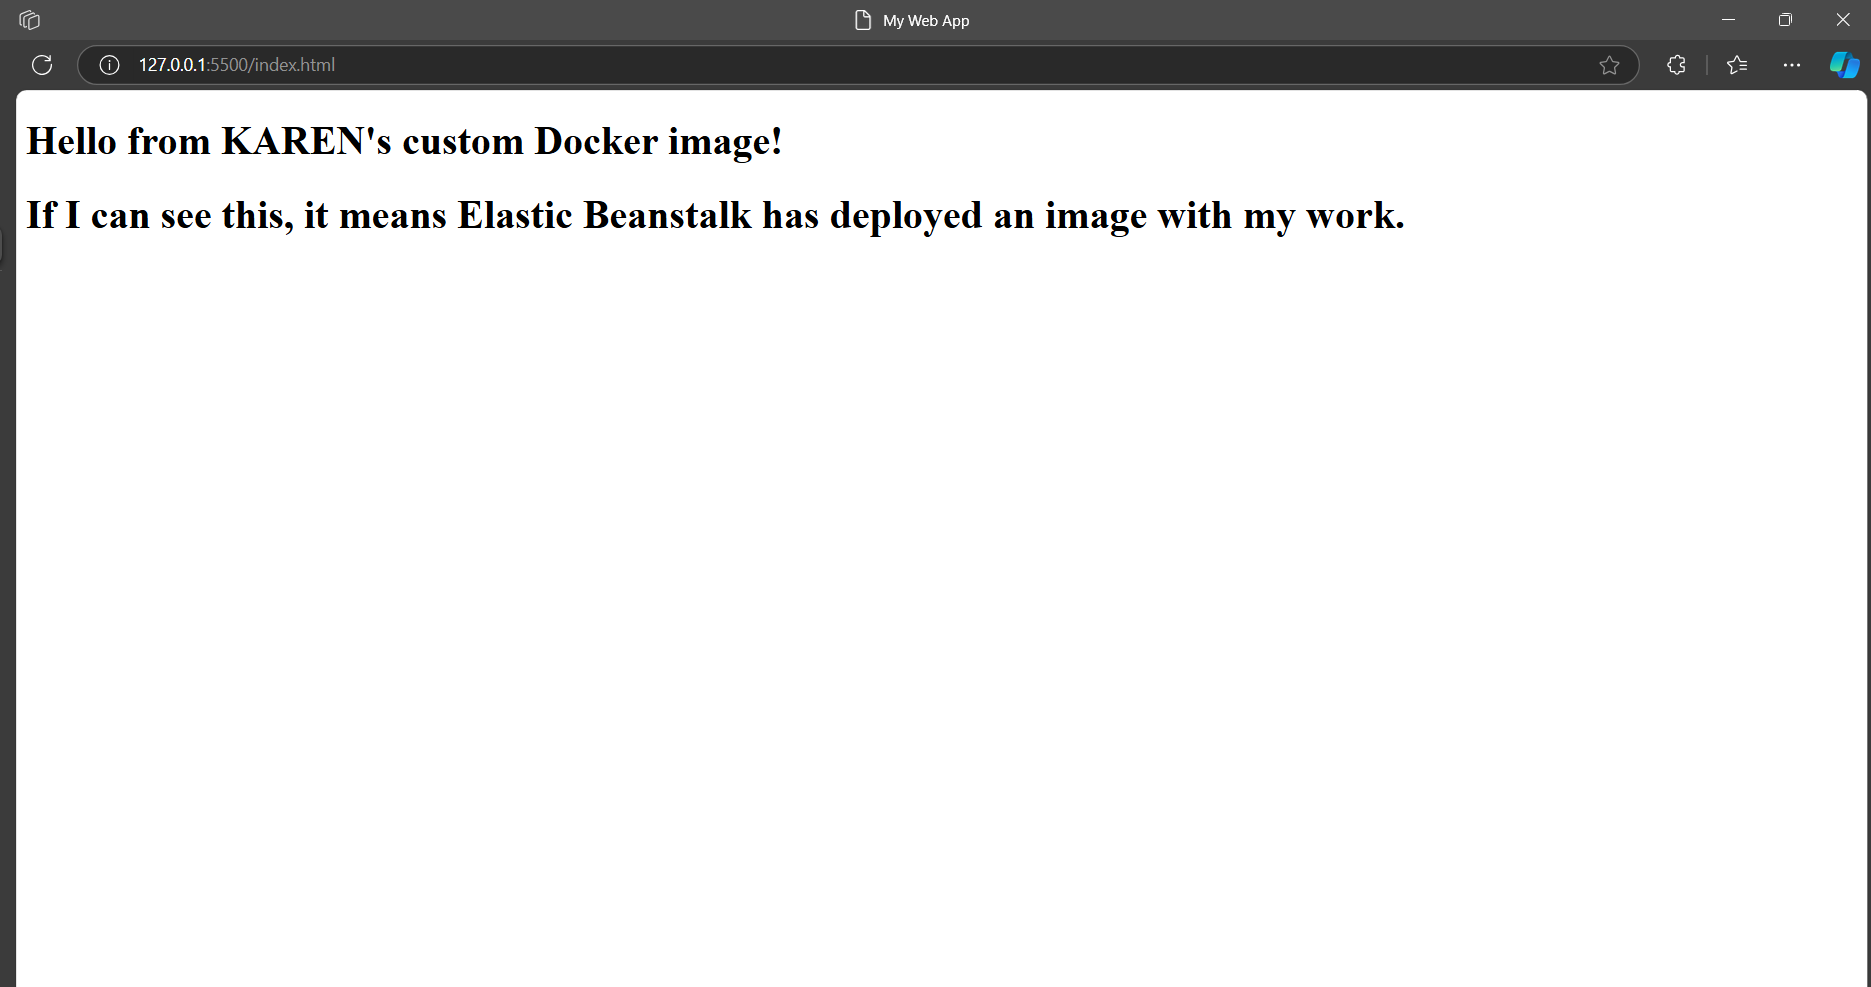 My Web App
127.0.0.1:5500/index.html
Hello from KAREN's custom Docker image!
If I can see this, it means Elastic Beanstalk has deployed an image with my work.